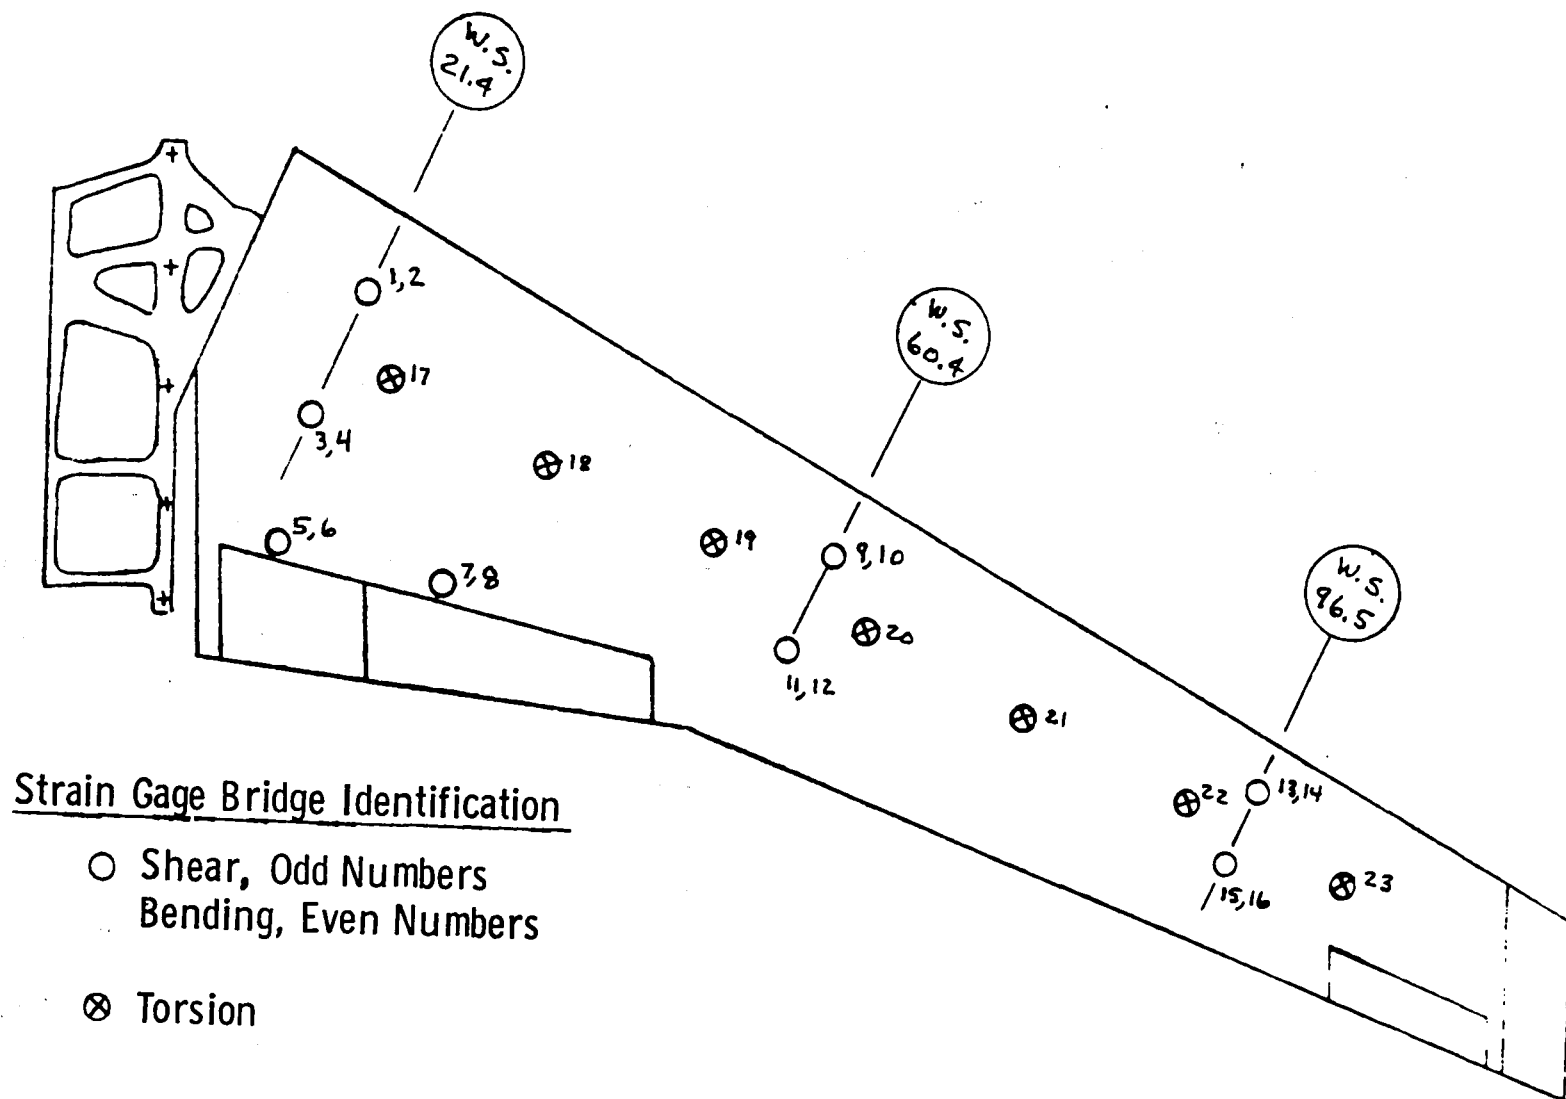 W.S.
21.4
1,2
17
3,4
18
5,6
7,8
19
W.S.
60.4
9,10
20
11,12
21
W.S.
96.5
22
13,14
15,16
23
Strain Gage Bridge Identification
Shear, Odd Numbers
Bending, Even Numbers
Torsion